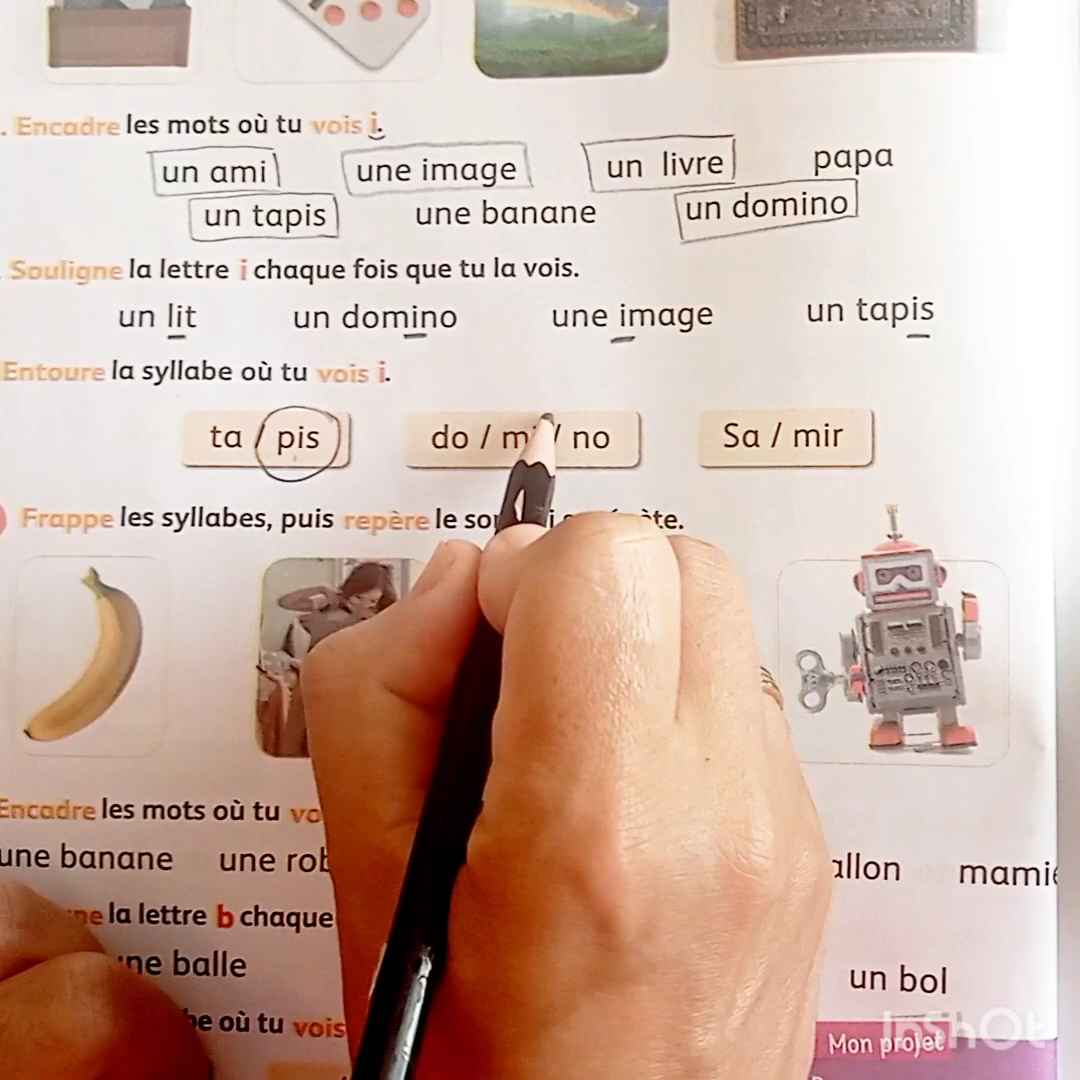 . Encadre les mots où tu vois i.
un ami une image un livre papa
un tapis une banane un domino
Souligne la lettre i chaque fois que tu la vois.
un lit un domino une image un tapis
Entoure la syllabe où tu vois i.
ta / pis do / mi / no Sa / mir
Frappe les syllabes, puis repère le
Encadre les mots où tu
une banane une mamie
la lettre b chaque
balle un bol
où tu vois
Mon projet
InShOt